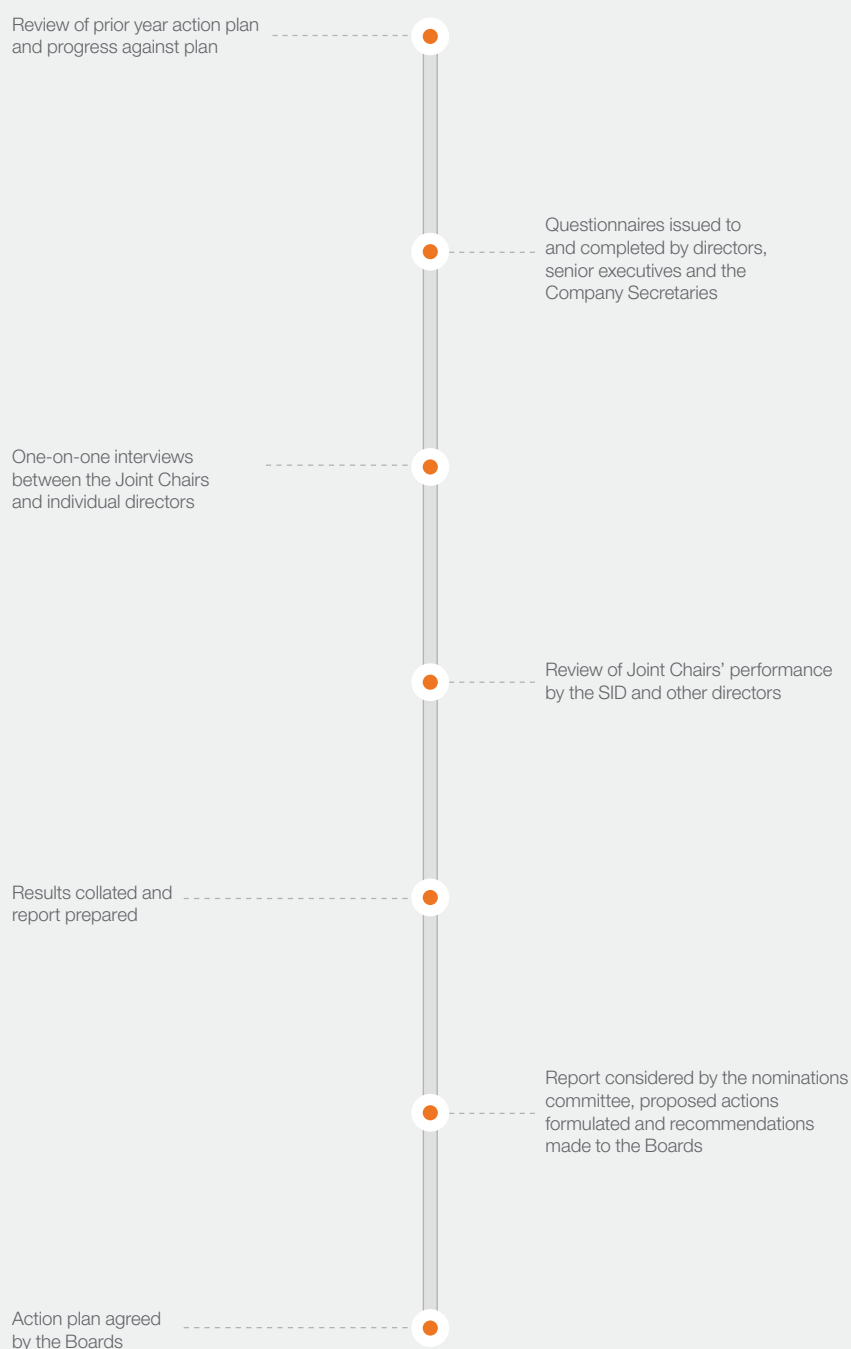 Review of prior year action plan
and progress against plan
Questionnaires issued to
and completed by directors,
senior executives and the
Company Secretaries
One-on-one interviews
between the Joint Chairs
and individual directors
Review of Joint Chairs’ performance
by the SID and other directors
Results collated and
report prepared
Report considered by the nominations
committee, proposed actions
formulated and recommendations
made to the Boards
Action plan agreed
by the Boards